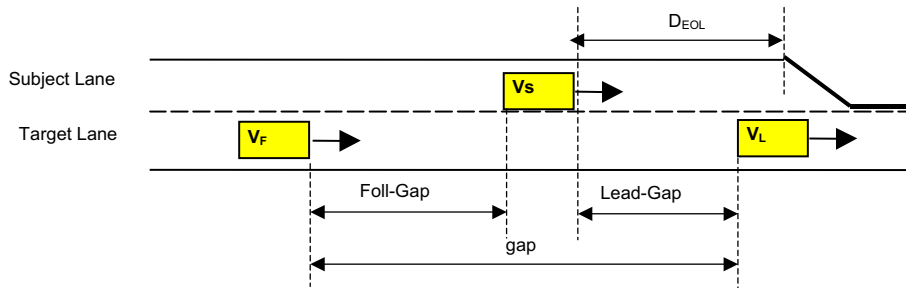 D_EOL
Subject Lane
Vs
Target Lane
V_F
V_L
Foll-Gap
Lead-Gap
gap